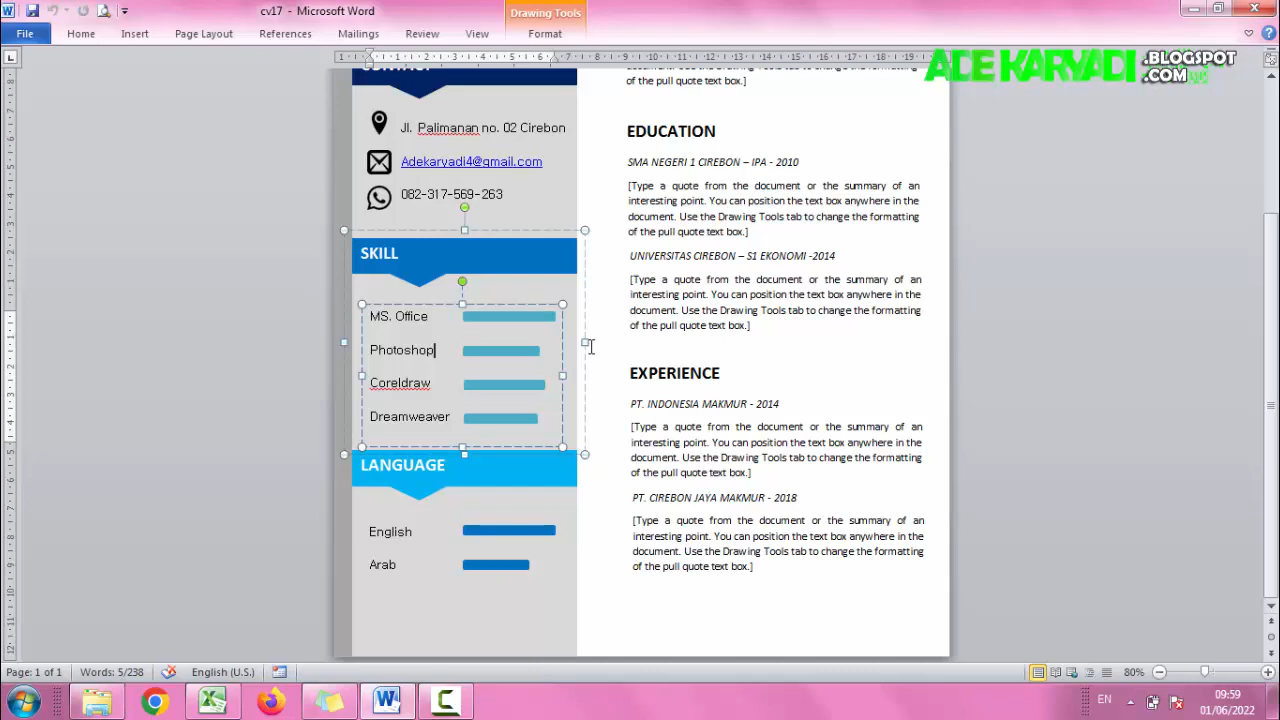 cv17 - Microsoft Word
Drawing Tools
File Home Insert Page Layout References Mailings Review View Format
ACE KARYADI .BLOGSPOT
.COM
Jl. Palimanan no. 02 Cirebon
Adekaryadi4@gmail.com
082-317-569-263
SKILL
MS. Office
Photoshop
Coreldraw
Dreamweaver
LANGUAGE
English
Arab
of the pull quote text box.]
EDUCATION
SMA NEGERI 1 CIREBON – IPA - 2010
[Type a quote from the document or the summary of an
interesting point. You can position the text box anywhere in the
document. Use the Drawing Tools tab to change the formatting
of the pull quote text box.]
UNIVERSITAS CIREBON – S1 EKONOMI -2014
[Type a quote from the document or the summary of an
interesting point. You can position the text box anywhere in the
document. Use the Drawing Tools tab to change the formatting
of the pull quote text box.]
EXPERIENCE
PT. INDONESIA MAKMUR - 2014
[Type a quote from the document or the summary of an
interesting point. You can position the text box anywhere in the
document. Use the Drawing Tools tab to change the formatting
of the pull quote text box.]
PT. CIREBON JAYA MAKMUR - 2018
[Type a quote from the document or the summary of an
interesting point. You can position the text box anywhere in the
document. Use the Drawing Tools tab to change the formatting
of the pull quote text box.]
Page: 1 of 1 Words: 5/238 English (U.S.) 80%
EN
09:59
01/06/2022